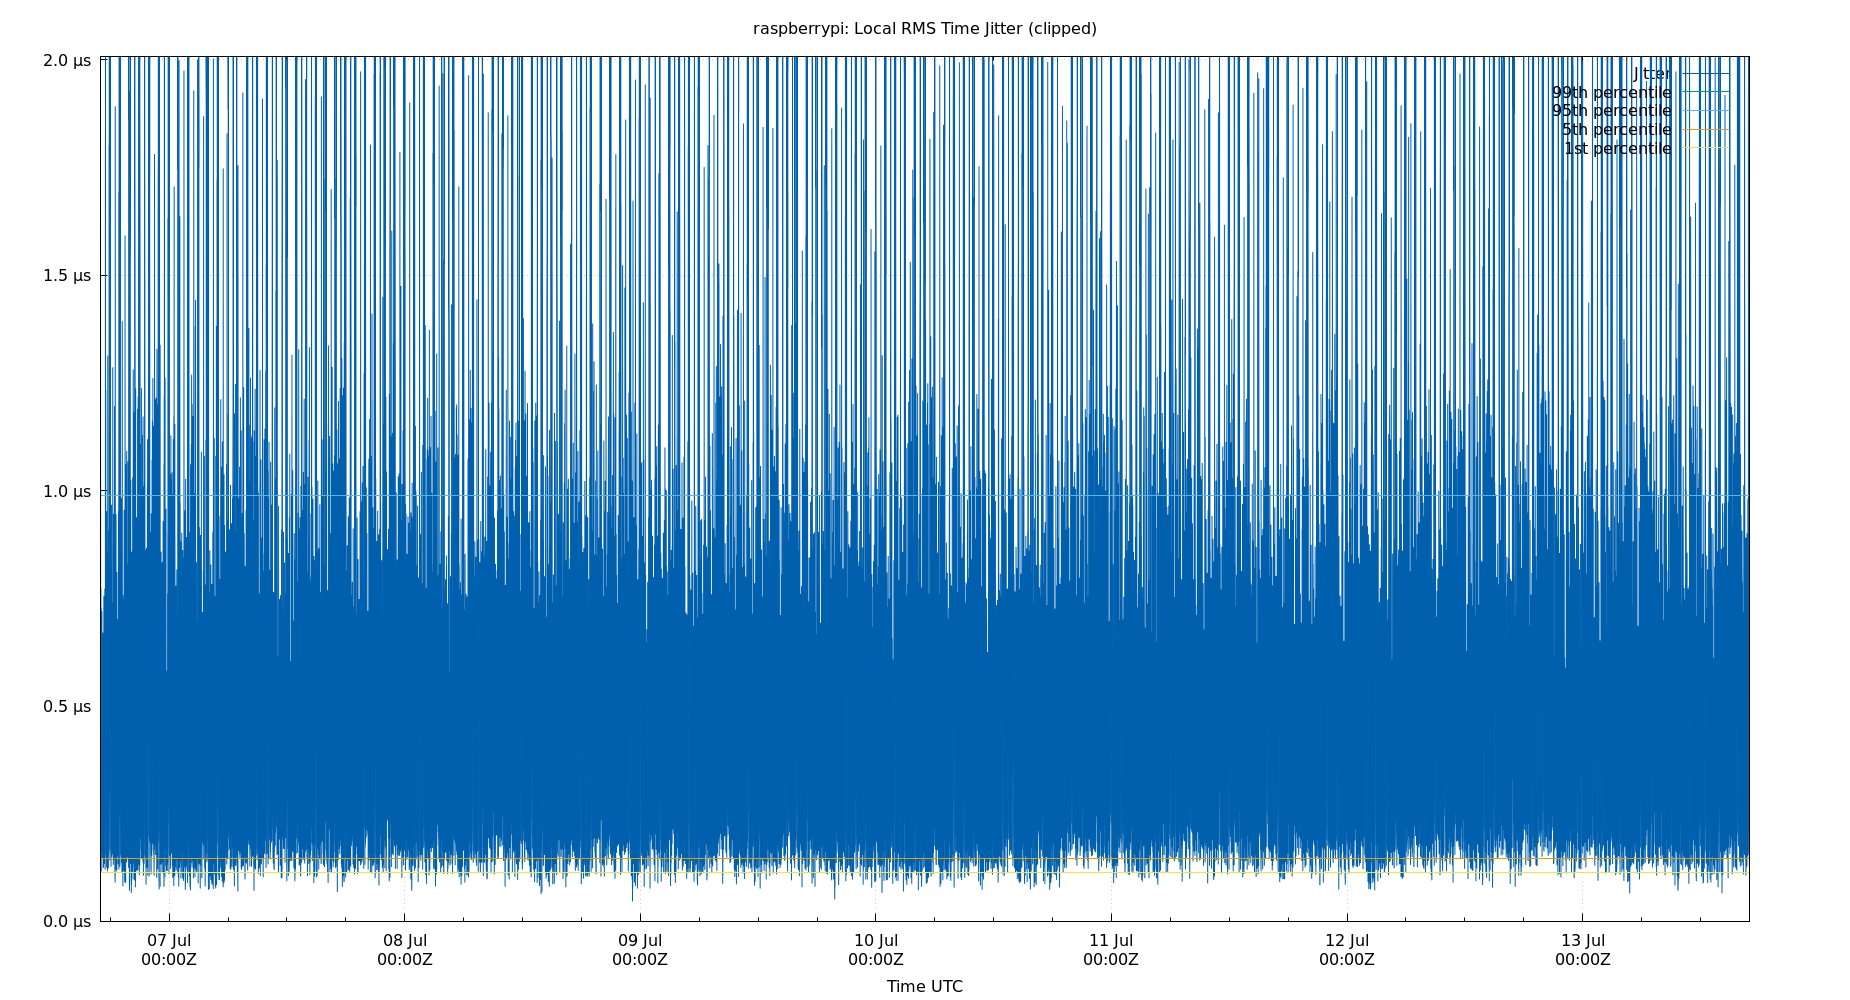 raspberrypi: Local RMS Time Jitter (clipped)
2.0 µs
1.5 µs
1.0 µs
0.5 µs
0.0 µs
Jitter
99th percentile
95th percentile
5th percentile
1st percentile
07 Jul
00:00Z
08 Jul
00:00Z
09 Jul
00:00Z
10 Jul
00:00Z
11 Jul
00:00Z
12 Jul
00:00Z
13 Jul
00:00Z
Time UTC